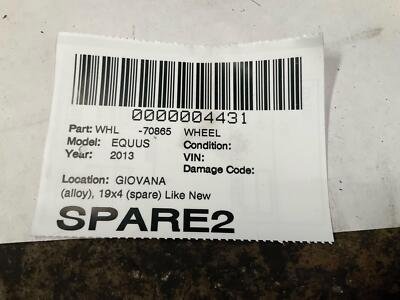 0000004431
Part: WHL -70865 WHEEL
Model: EQUUS Condition:
Year: 2013 VIN:
Damage Code:
Location: GIOVANA
(alloy), 19x4 (spare) Like New
SPARE2